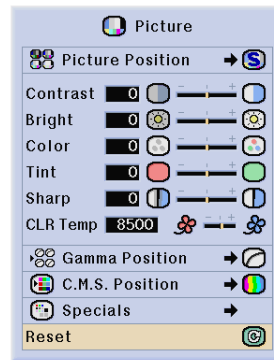 Picture
Picture Position S
Contrast 0 - +
Bright 0 - +
Color 0 - +
Tint 0 - +
Sharp 0 - +
CLR Temp 8500 - +
Gamma Position
C.M.S. Position
Specials
Reset